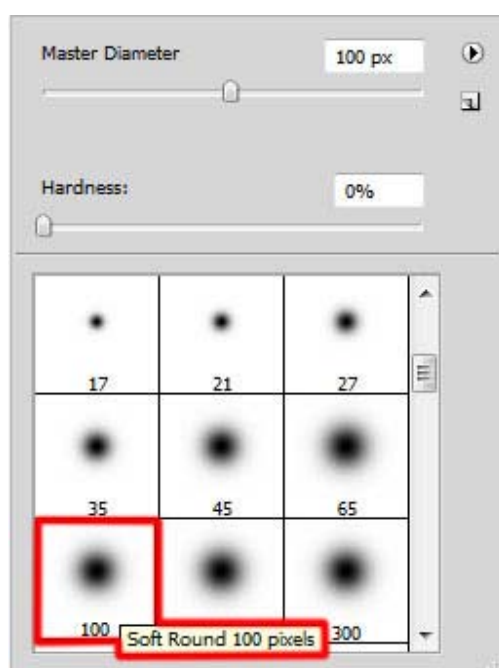 Master Diameter 100 px
Hardness: 0%
17 21 27
35 45 65
100 300
Soft Round 100 pixels